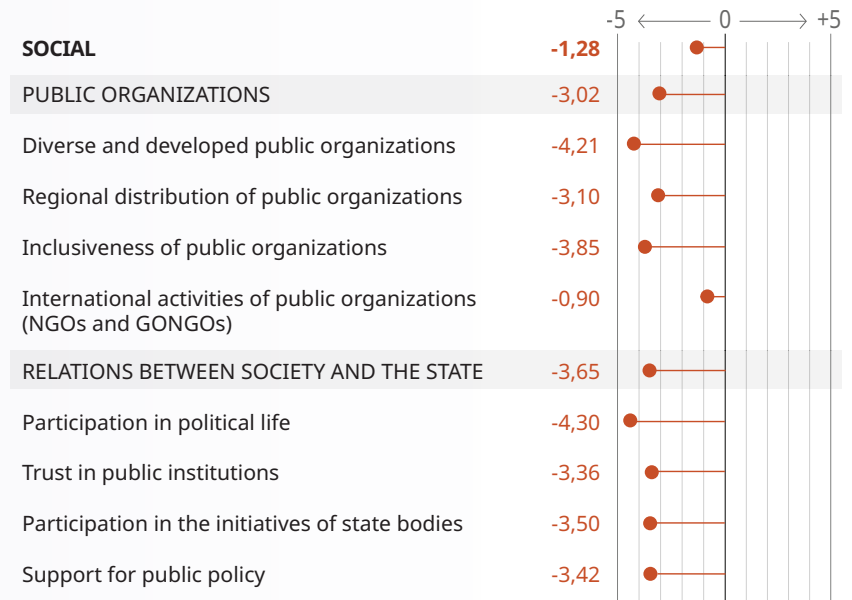 -5 0 +5
SOCIAL -1,28
PUBLIC ORGANIZATIONS -3,02
Diverse and developed public organizations -4,21
Regional distribution of public organizations -3,10
Inclusiveness of public organizations -3,85
International activities of public organizations -0,90
(NGOs and GONGOs)
RELATIONS BETWEEN SOCIETY AND THE STATE -3,65
Participation in political life -4,30
Trust in public institutions -3,36
Participation in the initiatives of state bodies -3,50
Support for public policy -3,42